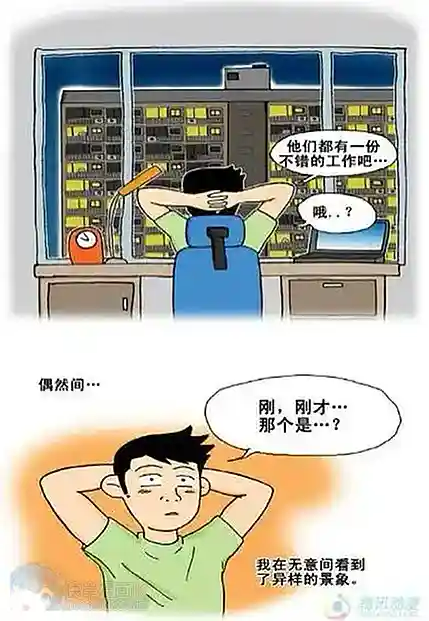 他们都有一份
不错的工作吧…
哦..？
偶然间…
刚，刚才…
那个是…？
我在无意间看到
了异样的景象。